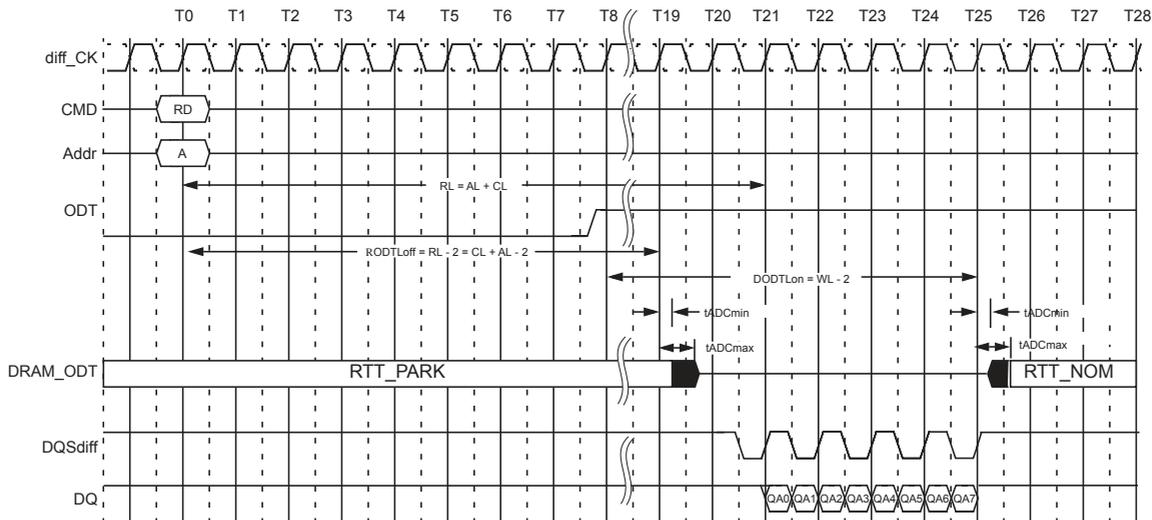 T0 T1 T2 T3 T4 T5 T6 T7 T8 T19 T20 T21 T22 T23 T24 T25 T26 T27 T28
diff_CK
CMD RD
Addr A
RL = AL + CL
ODT
RODTLoff = RL - 2 = CL + AL - 2
DODTLon = WL - 2
tADCmin tADCmin
tADCmax tADCmax
DRAM_ODT RTT_PARK RTT_NOM
DQSdiff
DQ QA0 QA1 QA2 QA3 QA4 QA5 QA6 QA7